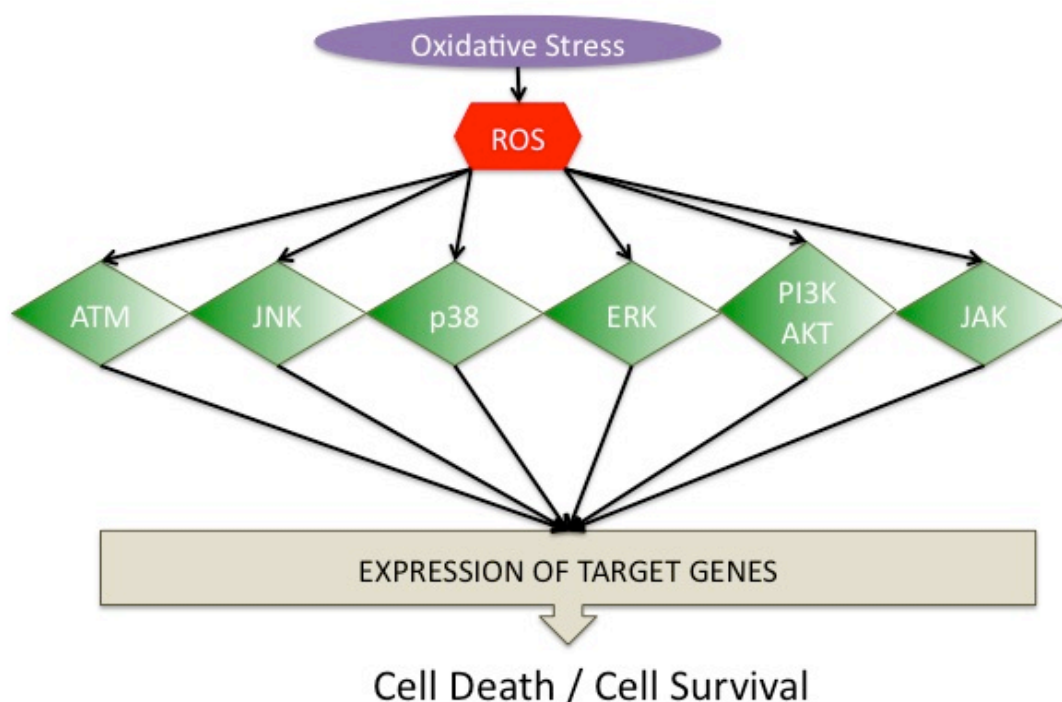 Oxidative Stress
ROS
ATM
JNK
p38
ERK
PI3K
AKT
JAK
EXPRESSION OF TARGET GENES
Cell Death / Cell Survival